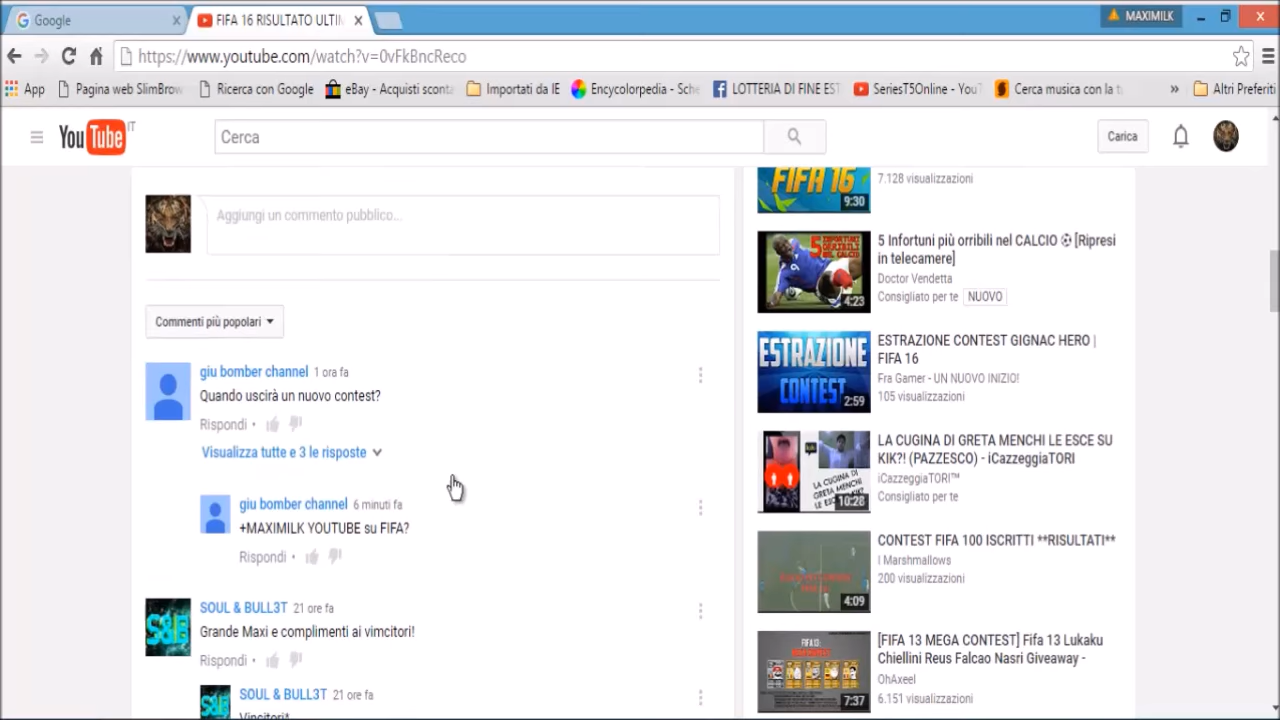 Google
FIFA 16 RISULTATO ULTIM
MAXIMILK
https://www.youtube.com/watch?v=0vFkBncReco
App
Pagina web SlimBrow
Ricerca con Google
eBay - Acquisti sconta
Importati da IE
Encycolorpedia - Sche
LOTTERIA DI FINE EST
SeriesT5Online - YouT
Cerca musica con la t
»
Altri Preferiti
YouTube IT
Cerca
Carica
Aggiungi un commento pubblico...
Commenti più popolari
giu bomber channel 1 ora fa
Quando uscirà un nuovo contest?
Rispondi •
Visualizza tutte e 3 le risposte
giu bomber channel 6 minuti fa
+MAXIMILK YOUTUBE su FIFA?
Rispondi •
SOUL & BULL3T 21 ore fa
Grande Maxi e complimenti ai vimcitori!
Rispondi •
SOUL & BULL3T 21 ore fa
Vincitori*
FIFA 16
9:30
7.128 visualizzazioni
4:23
5 Infortuni più orribili nel CALCIO ⚽ [Ripresi
in telecamere]
Doctor Vendetta
Consigliato per te NUOVO
ESTRAZIONE
CONTEST
2:59
ESTRAZIONE CONTEST GIGNAC HERO |
FIFA 16
Fra Gamer - UN NUOVO INIZIO!
105 visualizzazioni
10:28
LA CUGINA DI GRETA MENCHI LE ESCE SU
KIK?! (PAZZESCO) - iCazzeggiaTORI
iCazzeggiaTORI™
Consigliato per te
4:09
CONTEST FIFA 100 ISCRITTI **RISULTATI**
I Marshmallows
200 visualizzazioni
FIFA 13:
7:37
[FIFA 13 MEGA CONTEST] Fifa 13 Lukaku
Chiellini Reus Falcao Nasri Giveaway -
OhAxeel
6.151 visualizzazioni